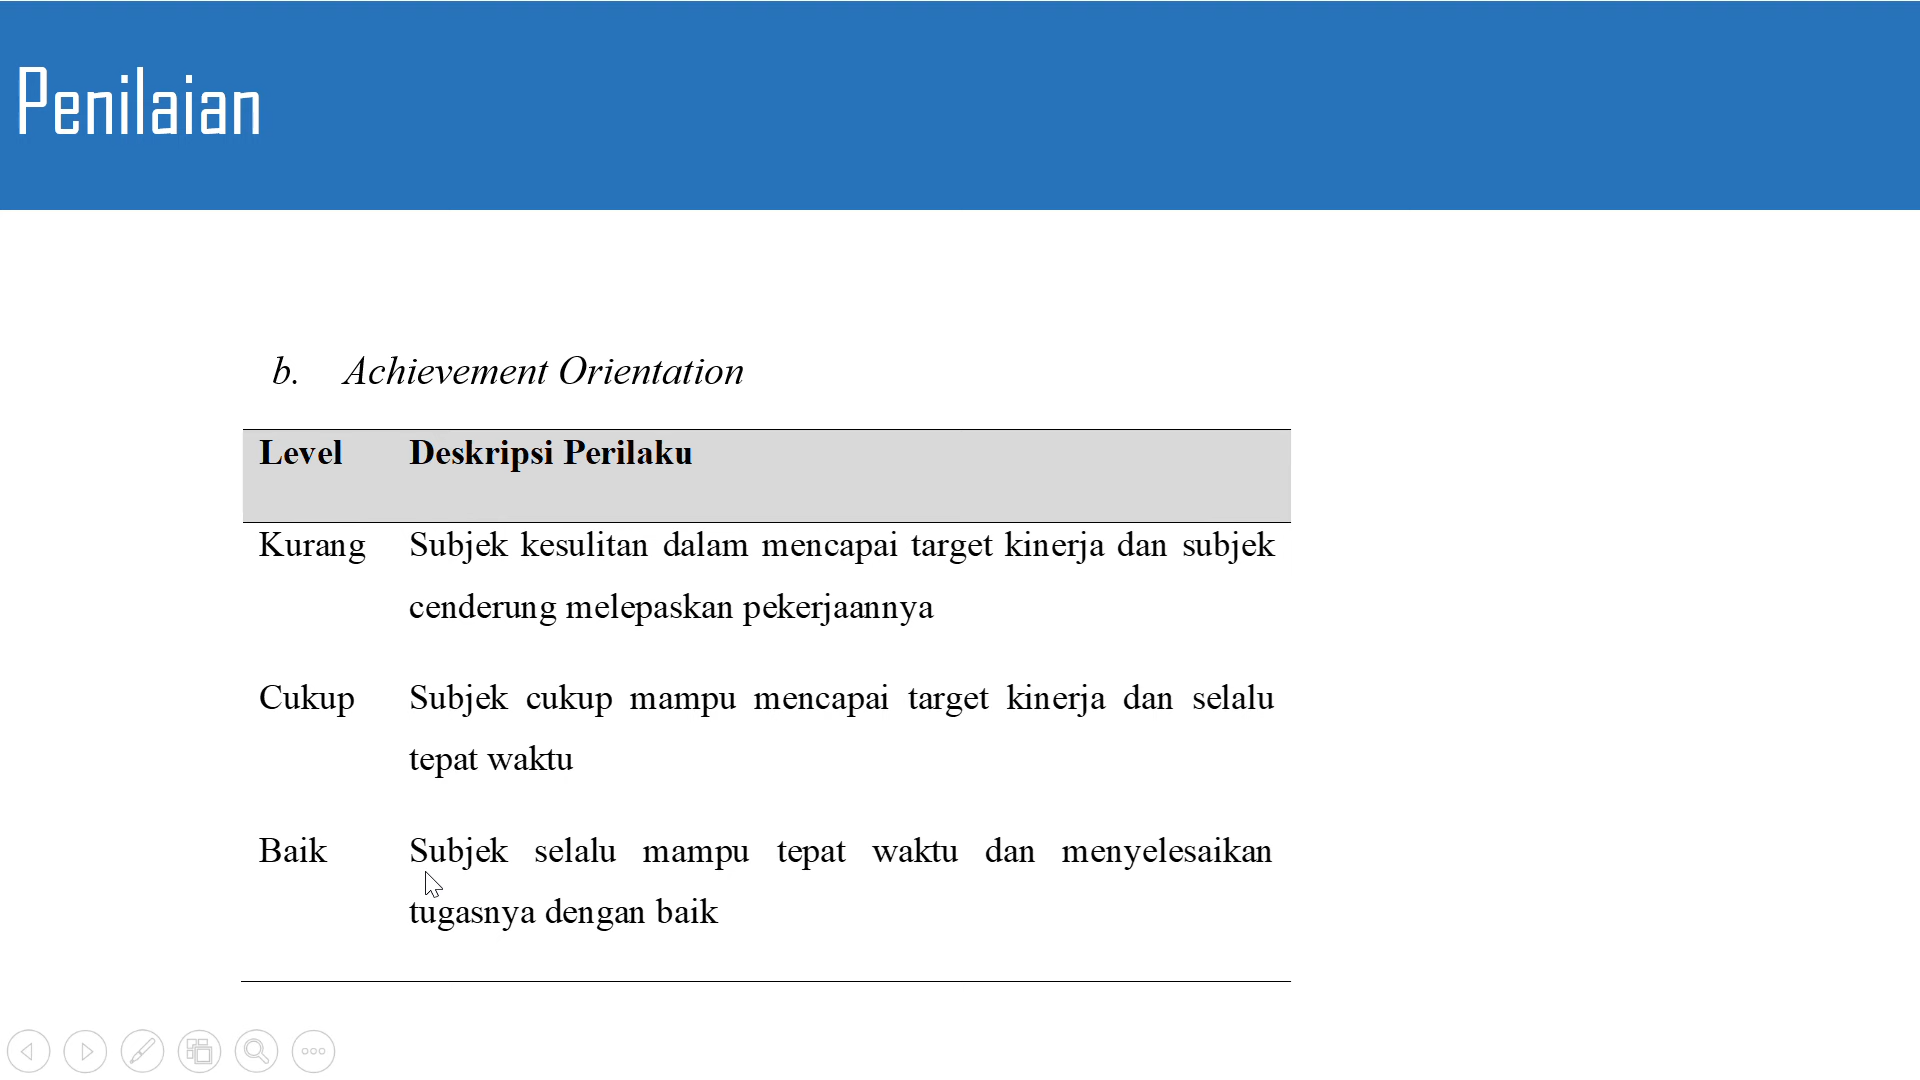 Penilaian
b. Achievement Orientation
Level Deskripsi Perilaku
Kurang Subjek kesulitan dalam mencapai target kinerja dan subjek
cenderung melepaskan pekerjaannya
Cukup Subjek cukup mampu mencapai target kinerja dan selalu
tepat waktu
Baik Subjek selalu mampu tepat waktu dan menyelesaikan
tugasnya dengan baik